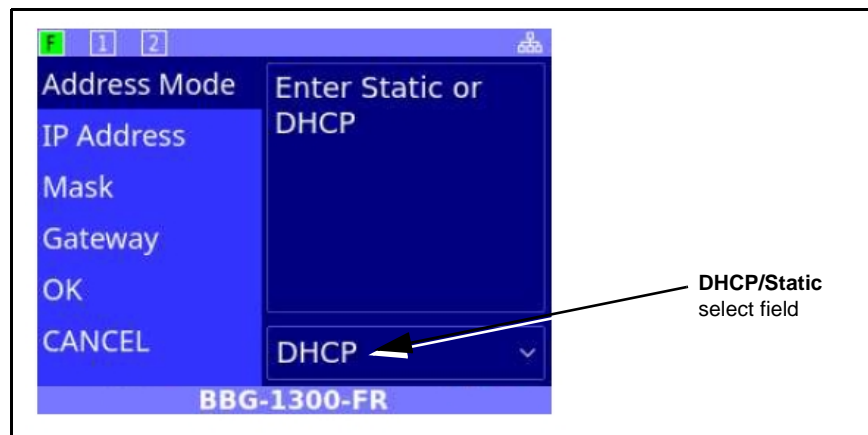 F 1 2
Address Mode
IP Address
Mask
Gateway
OK
CANCEL
Enter Static or
DHCP
DHCP
BBG-1300-FR
DHCP/Static
select field